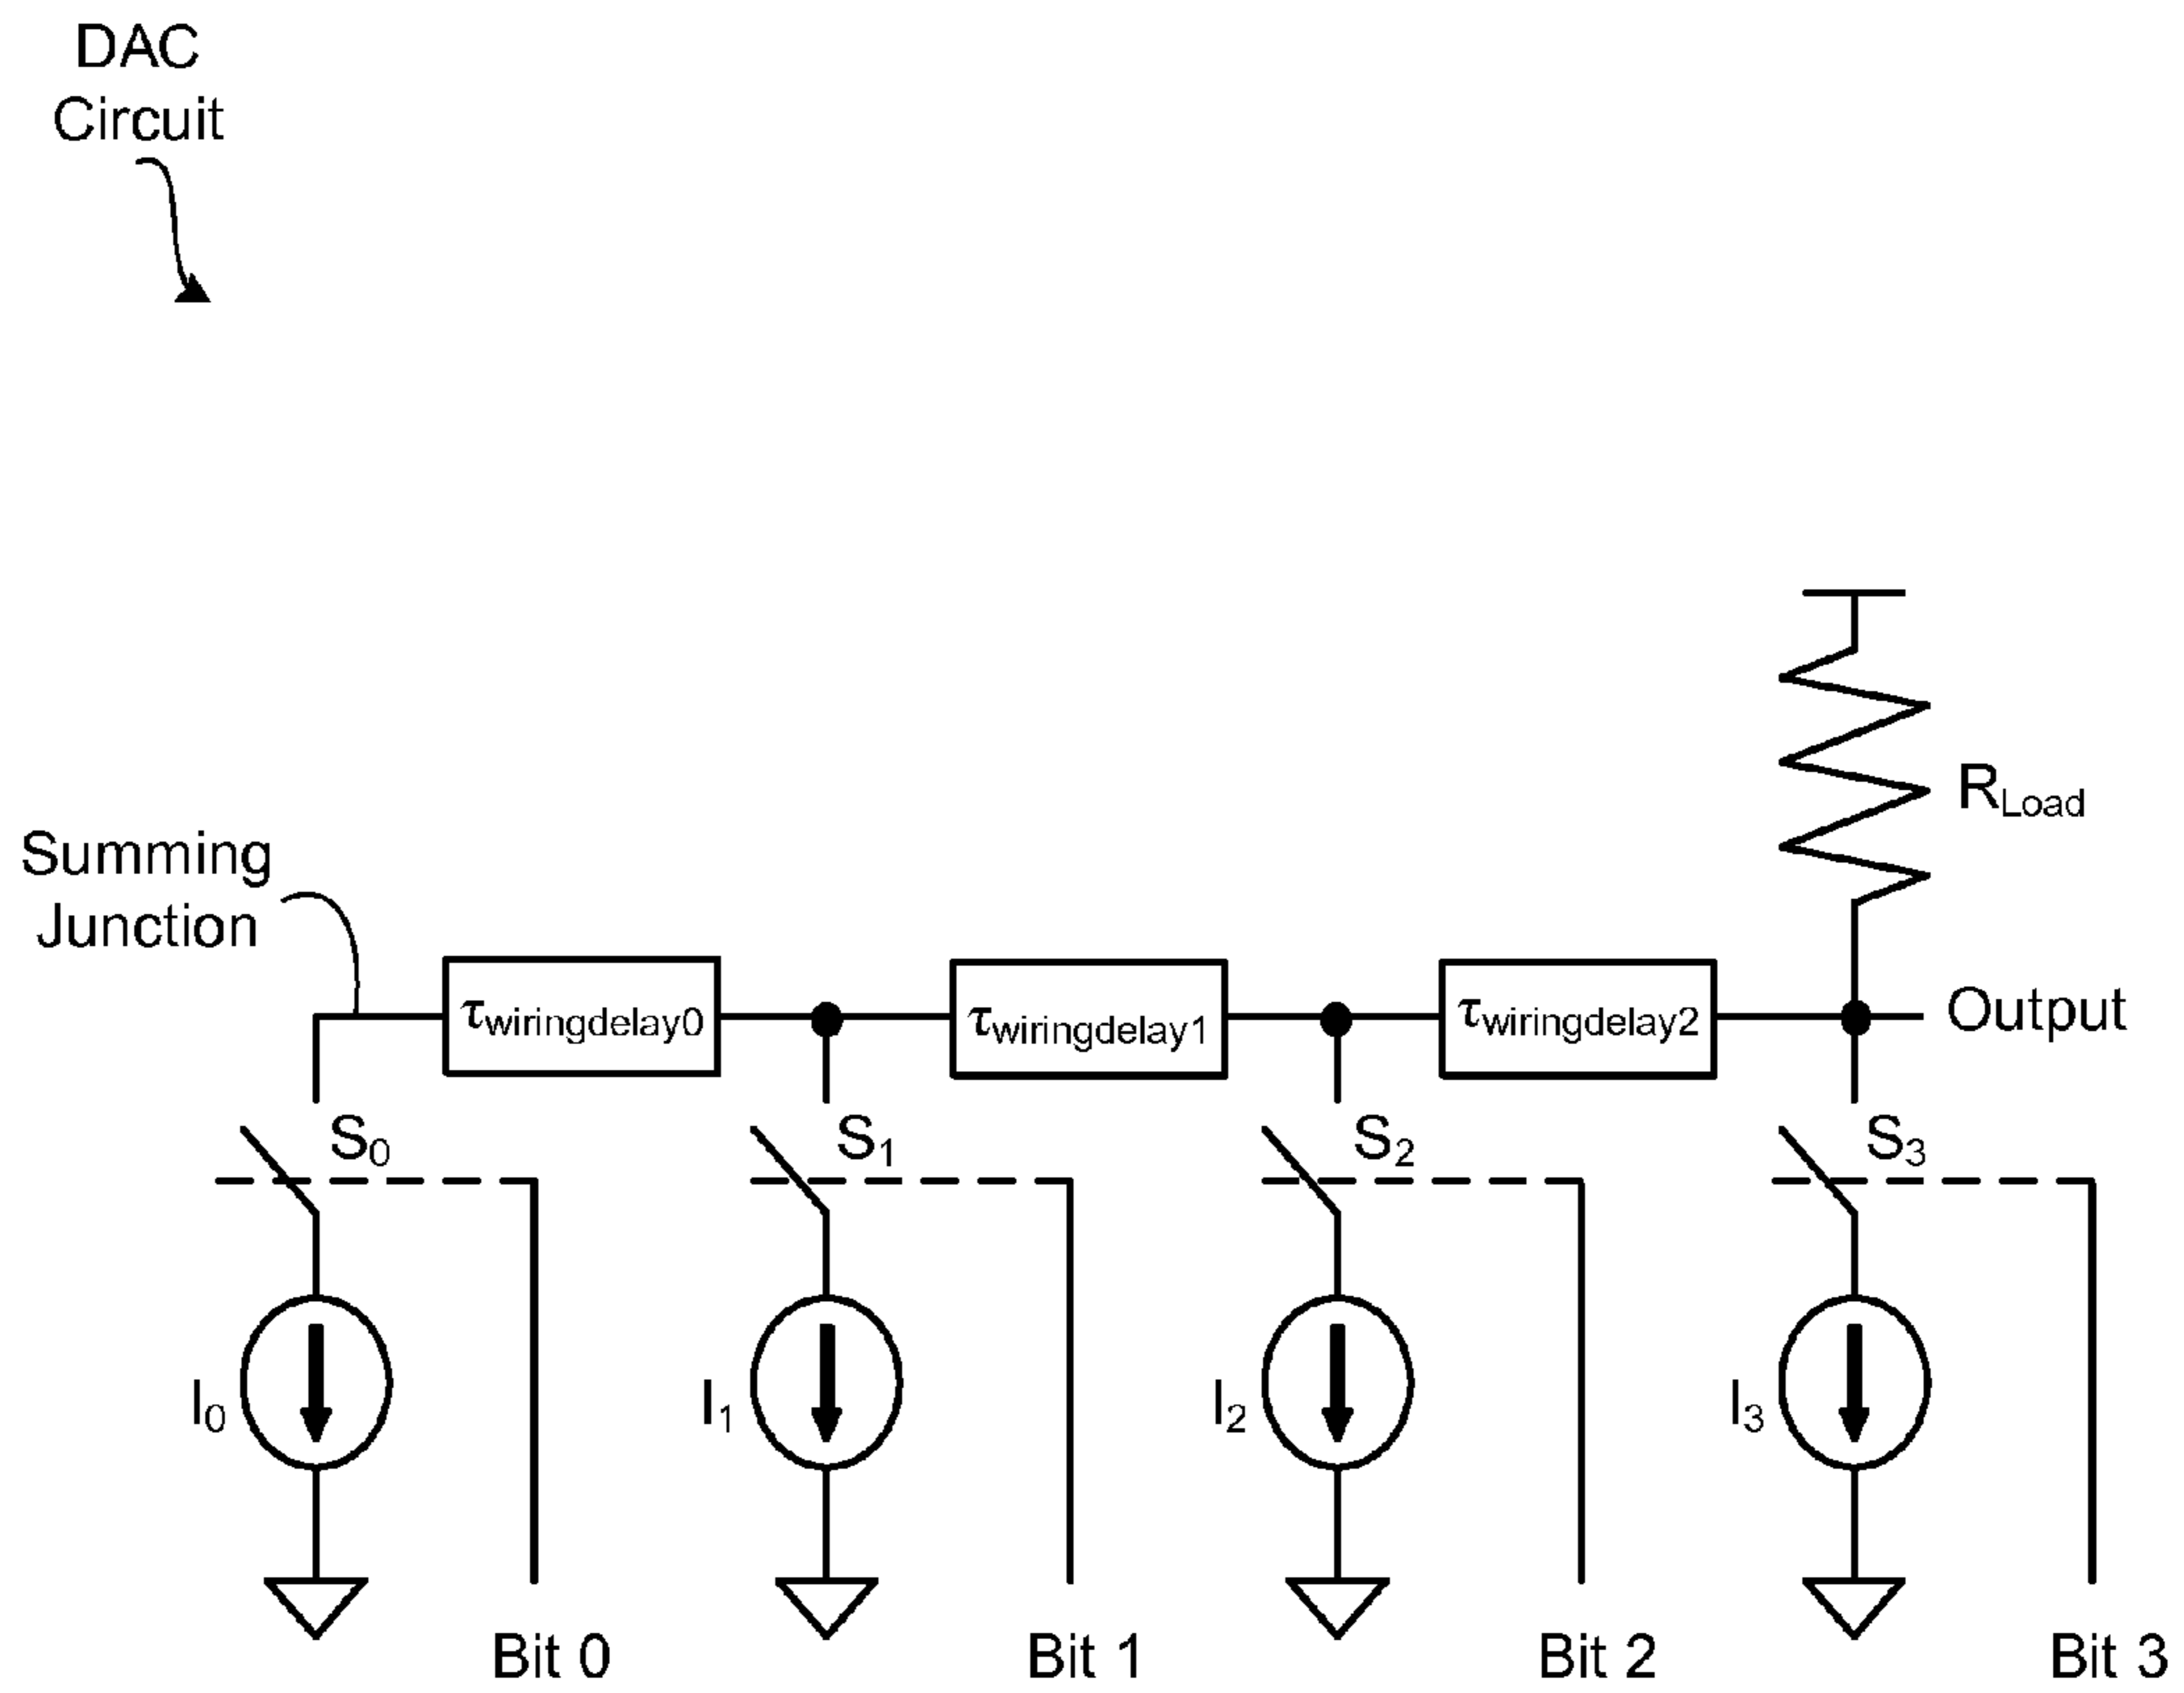 DAC
Circuit
R_Load
Summing
Junction
τwiringdelay0
τwiringdelay1
τwiringdelay2
Output
S0
S1
S2
S3
I0
I1
I2
I3
Bit 0
Bit 1
Bit 2
Bit 3